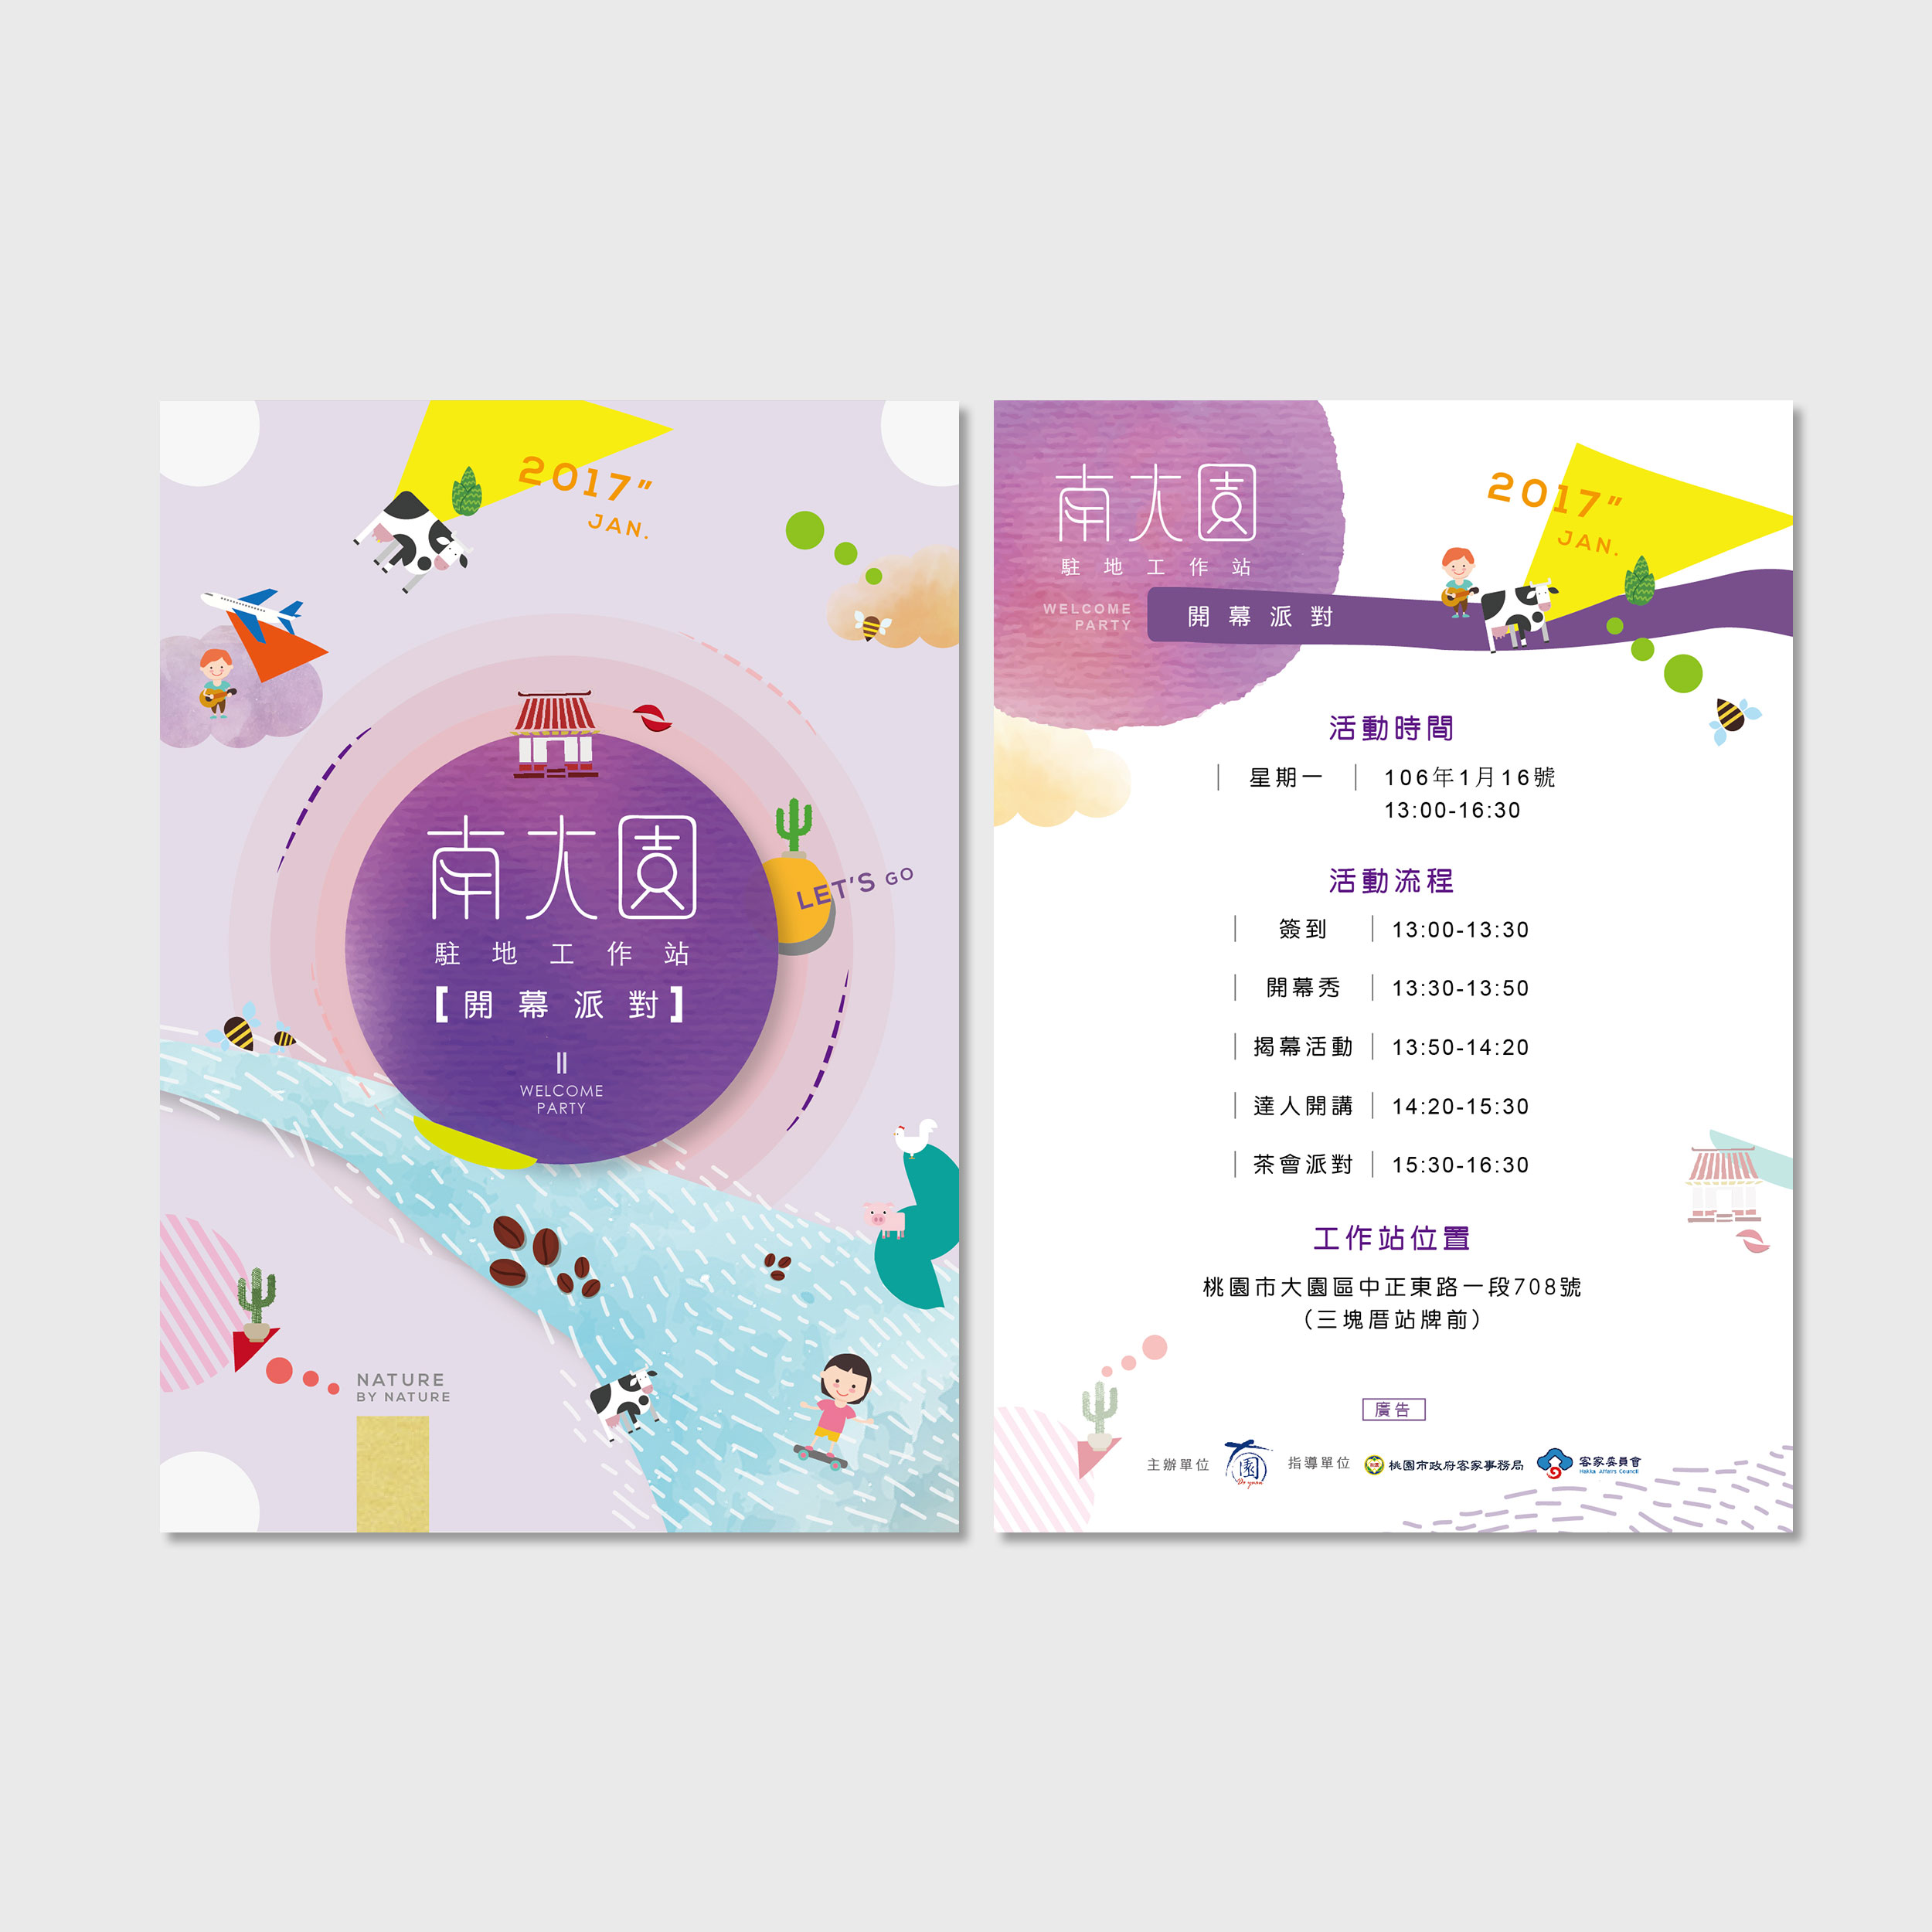 2017"
JAN.
南大園
駐地工作站
【開幕派對】
WELCOME
PARTY
LET'S GO
NATURE
BY NATURE
南大園
駐地工作站
WELCOME
PARTY
開幕派對
2017"
JAN.
活動時間
星期一 106年1月16號
13:00-16:30
活動流程
簽到 13:00-13:30
開幕秀 13:30-13:50
揭幕活動 13:50-14:20
達人開講 14:20-15:30
茶會派對 15:30-16:30
工作站位置
桃園市大園區中正東路一段708號
(三塊厝站牌前)
廣告
主辦單位 大園 Da yuan 指導單位 桃園市政府客家事務局 客家委員會
Hakka Affairs Council